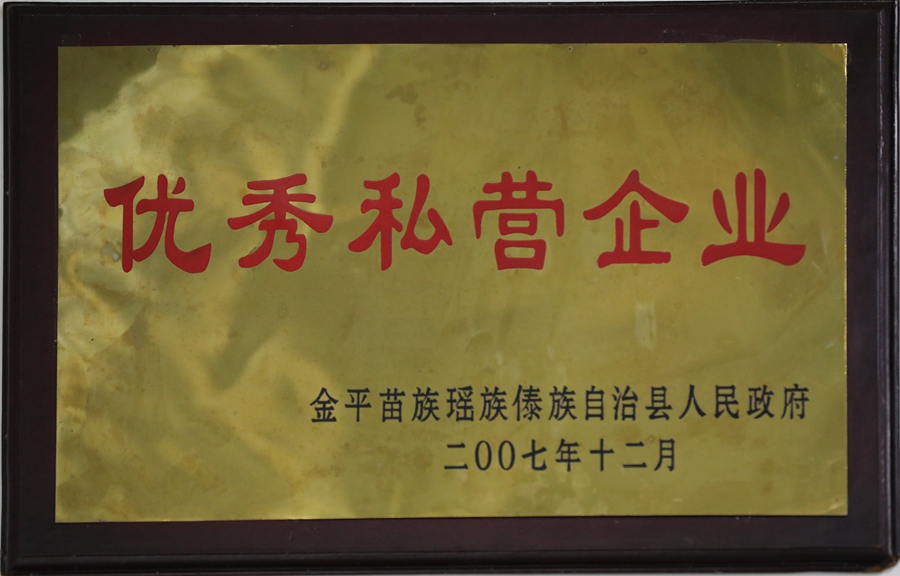 优秀私营企业
金平苗族瑶族傣族自治县人民政府
二00七年十二月